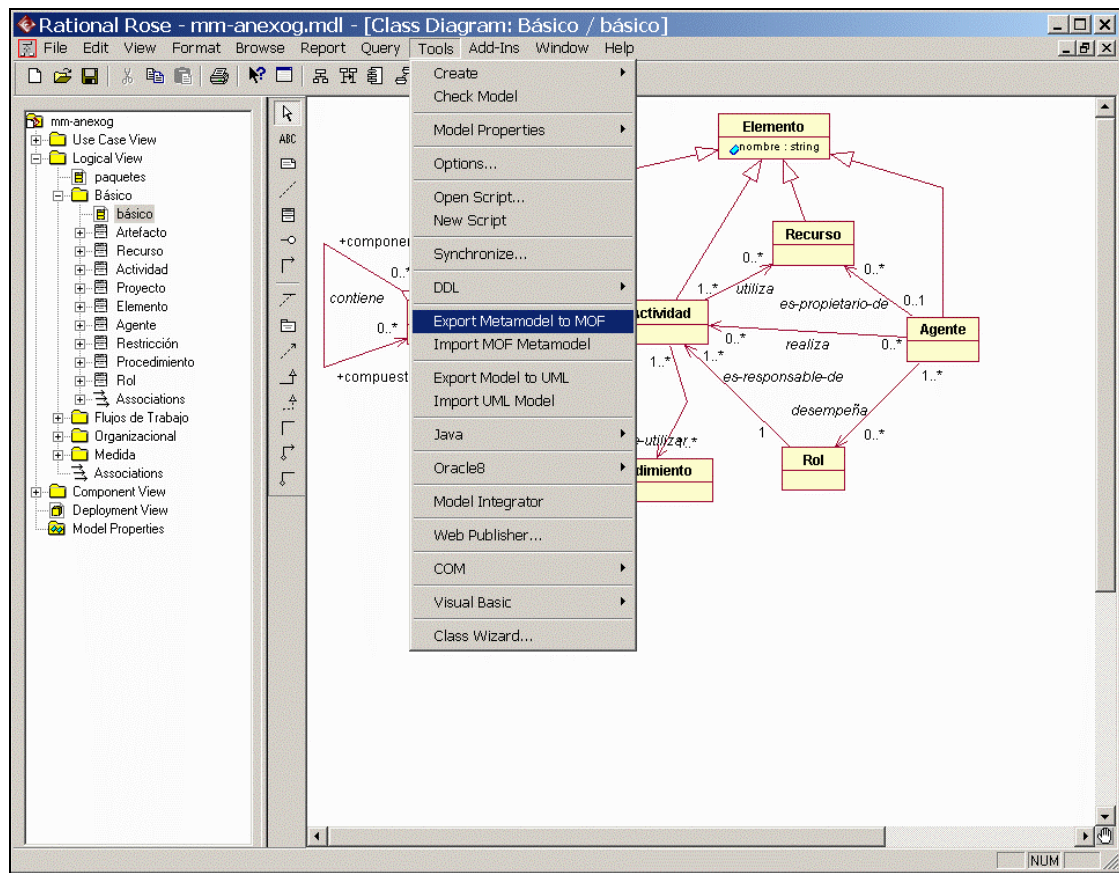 Rational Rose - mm-anexog.mdl - [Class Diagram: Básico / básico]
File Edit View Format Browse Report Query Tools Add-Ins Window Help
mm-anexog
Use Case View
Logical View
paquetes
Básico
básico
Artefacto
Recurso
Actividad
Proyecto
Elemento
Agente
Restricción
Procedimiento
Rol
Associations
Flujos de Trabajo
Organizacional
Medida
Associations
Component View
Deployment View
Model Properties
ABC
Create
Check Model
Model Properties
Options...
Open Script...
New Script
Synchronize...
DDL
Export Metamodel to MOF
Import MOF Metamodel
Export Model to UML
Import UML Model
Java
Oracle8
Model Integrator
Web Publisher...
COM
Visual Basic
Class Wizard...
Elemento
nombre : string
Recurso
+compone
0..*
0..*
0..*
contiene
1..*
utiliza
es-propietario-de
0..1
0..*
ctividad
Agente
0..*
realiza
0..*
1..*
1..*
+compuest
es-responsable-de
1..*
desempeña
-utilizar.*
1
0..*
dimiento
Rol
NUM